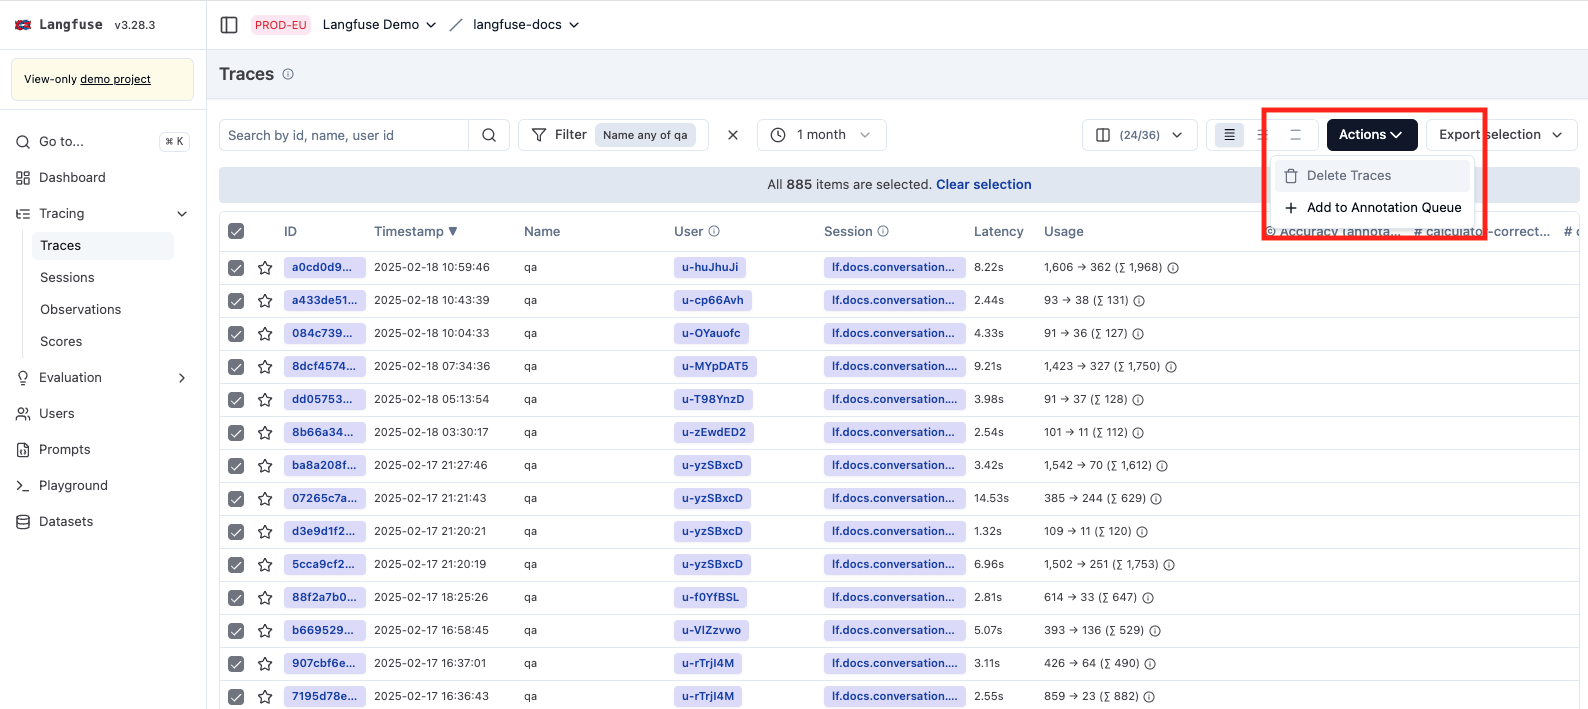 Langfuse v3.28.3
PROD-EU Langfuse Demo langfuse-docs
View-only demo project
Traces
Go to... ⌘ K
Dashboard
Tracing
Traces
Sessions
Observations
Scores
Evaluation
Users
Prompts
Playground
Datasets
Search by id, name, user id Filter Name any of qa 1 month (24/36) Actions Export selection
All 885 items are selected. Clear selection
Delete Traces
Add to Annotation Queue
ID Timestamp ▼ Name User Session Latency Usage © Accuracy (annota... # calculator-correct... #
a0cd0d9... 2025-02-18 10:59:46 qa u-huJhuJi lf.docs.conversation... 8.22s 1,606 → 362 (∑ 1,968)
a433de51... 2025-02-18 10:43:39 qa u-cp66Avh lf.docs.conversation... 2.44s 93 → 38 (∑ 131)
084c739... 2025-02-18 10:04:33 qa u-OYauofc lf.docs.conversation... 4.33s 91 → 36 (∑ 127)
8dcf4574... 2025-02-18 07:34:36 qa u-MYpDAT5 lf.docs.conversation.... 9.21s 1,423 → 327 (∑ 1,750)
dd05753... 2025-02-18 05:13:54 qa u-T98YnzD lf.docs.conversation.... 3.98s 91 → 37 (∑ 128)
8b66a34... 2025-02-18 03:30:17 qa u-zEwdED2 lf.docs.conversation... 2.54s 101 → 11 (∑ 112)
ba8a208f... 2025-02-17 21:27:46 qa u-yzSBxcD lf.docs.conversation... 3.42s 1,542 → 70 (∑ 1,612)
07265c7a... 2025-02-17 21:21:43 qa u-yzSBxcD lf.docs.conversation... 14.53s 385 → 244 (∑ 629)
d3e9d1f2... 2025-02-17 21:20:21 qa u-yzSBxcD lf.docs.conversation... 1.32s 109 → 11 (∑ 120)
5cca9cf2... 2025-02-17 21:20:19 qa u-yzSBxcD lf.docs.conversation... 6.96s 1,502 → 251 (∑ 1,753)
88f2a7b0... 2025-02-17 18:25:26 qa u-f0YfBSL lf.docs.conversation... 2.81s 614 → 33 (∑ 647)
b669529... 2025-02-17 16:58:45 qa u-VIZzvwo lf.docs.conversation... 5.07s 393 → 136 (∑ 529)
907cbf6e... 2025-02-17 16:37:01 qa u-rTrjI4M lf.docs.conversation.... 3.11s 426 → 64 (∑ 490)
7195d78e... 2025-02-17 16:36:43 qa u-rTrjI4M lf.docs.conversation.... 2.55s 859 → 23 (∑ 882)